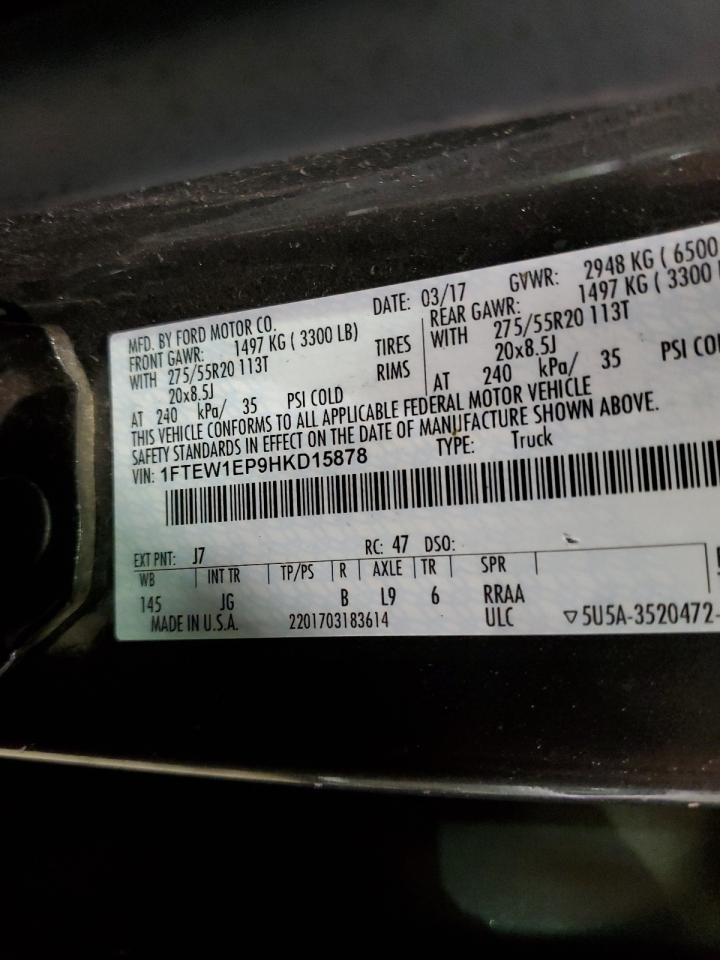 MFD. BY FORD MOTOR CO. DATE: 03/17 GVWR: 2948 KG ( 6500
FRONT GAWR: 1497 KG ( 3300 LB) REAR GAWR: 1497 KG ( 3300
WITH 275/55R20 113T TIRES WITH 275/55R20 113T
20x8.5J RIMS 20x8.5J
AT 240 kPa/ 35 PSI COLD AT 240 kPa/ 35 PSI
THIS VEHICLE CONFORMS TO ALL APPLICABLE FEDERAL MOTOR VEHICLE
SAFETY STANDARDS IN EFFECT ON THE DATE OF MANUFACTURE SHOWN ABOVE.
VIN: 1FTEW1EP9HKD15878 TYPE: Truck
EXT PNT: J7 RC: 47 DSO:
WB INT TR TP/PS R AXLE TR SPR
145 JG B L9 6 RRAA
MADE IN U.S.A. 2201703183614 ULC ▽5U5A-3520472-